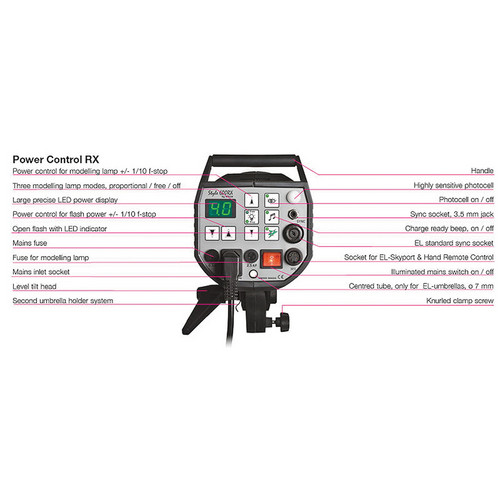 Power Control RX
Power control for modelling lamp +/- 1/10 f-stop
Three modelling lamp modes, proportional / free / off
Large precise LED power display
Power control for flash power +/- 1/10 f-stop
Open flash with LED indicator
Mains fuse
Fuse for modelling lamp
Mains inlet socket
Level tilt head
Second umbrella holder system
Handle
Highly sensitive photocell
Photocell on / off
Sync socket, 3,5 mm jack
Charge ready beep, on / off
EL standard sync socket
Socket for EL-Skyport & Hand Remote Control
Illuminated mains switch on / off
Centred tube, only for EL-umbrellas, o 7 mm
Knurled clamp screw
Style 600RX
4.0
SYNC